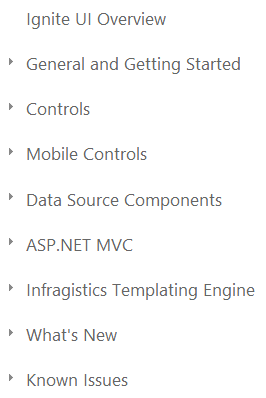 Ignite UI Overview
General and Getting Started
Controls
Mobile Controls
Data Source Components
ASP.NET MVC
Infragistics Templating Engine
What's New
Known Issues